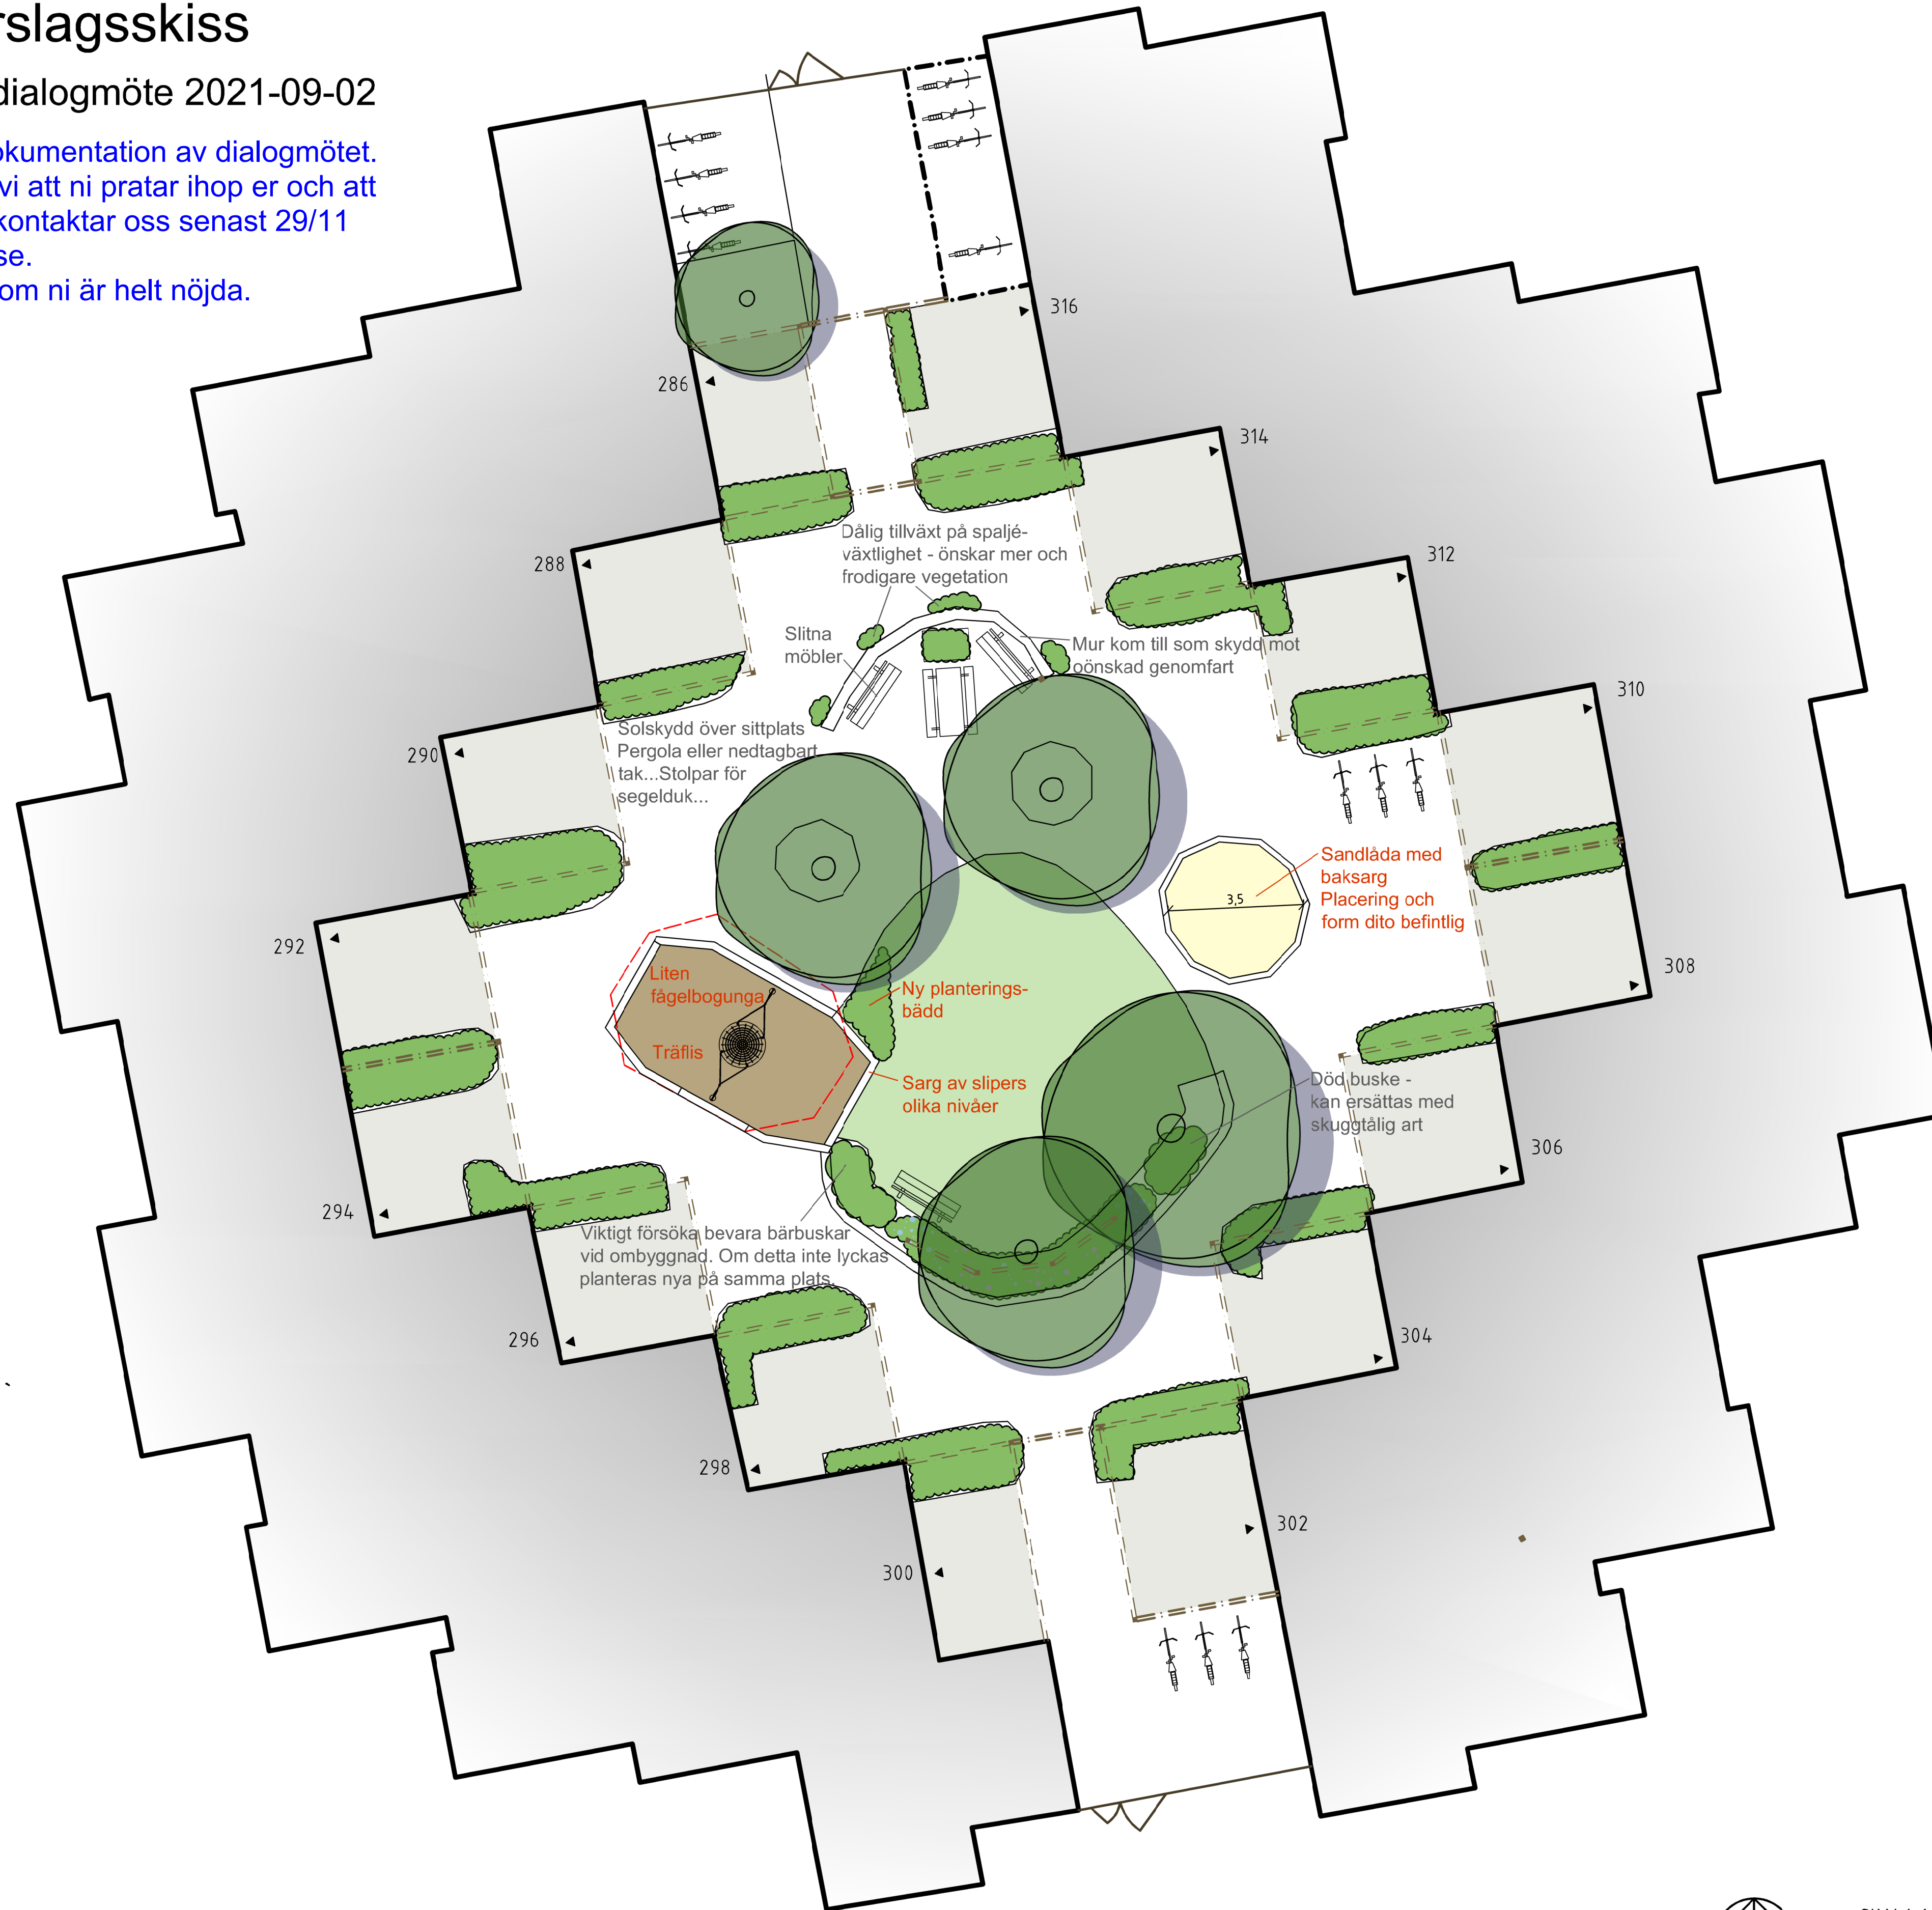 rslagsskiss
dialogmöte 2021-09-02
okumentation av dialogmötet.
vi att ni pratar ihop er och att
kontaktar oss senast 29/11
se.
om ni är helt nöjda.
316
286
314
288
Dålig tillväxt på spaljé-
växtlighet - önskar mer och
frodigare vegetation
312
Slitna
möbler
Mur kom till som skydd mot
oönskad genomfart
310
290
Solskydd över sittplats
Pergola eller nedtagbart
tak...Stolpar för
segelduk...
Sandlåda med
baksarg
Placering och
form dito befintlig
3,5
292
308
Liten
fågelbogunga
Träflis
Ny planterings-
bädd
Sarg av slipers
olika nivåer
Död buske -
kan ersättas med
skuggtålig art
306
294
Viktigt försöka bevara bärbuskar
vid ombyggnad. Om detta inte lyckas
planteras nya på samma plats.
296
304
298
302
300